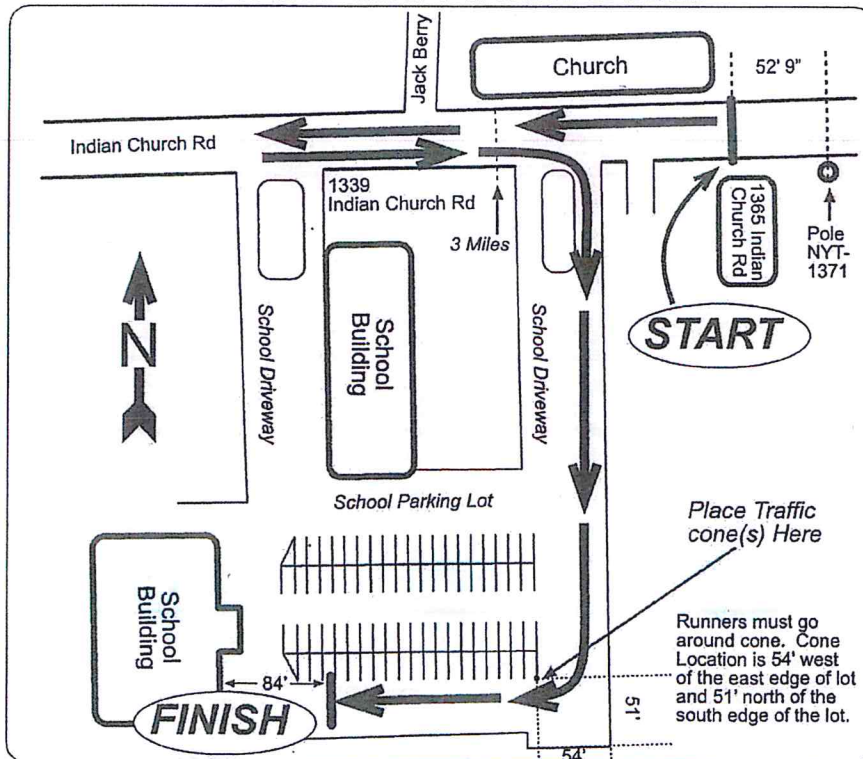 Jack Berry
Church
52' 9"
Indian Church Rd
1339
Indian Church Rd
3 Miles
1365 Indian
Church Rd
Pole
NYT-
1371
START
N
School Driveway
School
Building
School Driveway
School Parking Lot
Place Traffic
cone(s) Here
School
Building
Runners must go
around cone. Cone
Location is 54' west
of the east edge of lot
and 51' north of the
south edge of the lot.
84'
FINISH
51'
54'